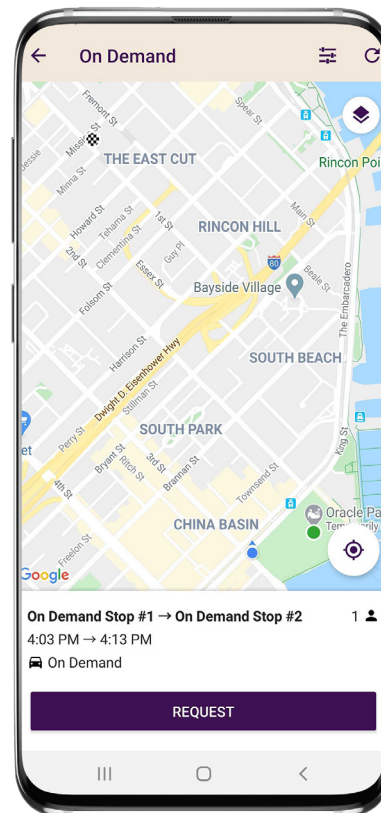 On Demand
Fremont St
Spear St
Mission St
Jessie
Minna St
THE EAST CUT
Rincon Poi
Howard St
Tehama St
Clementina St
1st St
Guy Pl
RINCON HILL
Main St
2nd St
Essex St
80
Folsom St
Bayside Village
Beale St
The Embarcadero
Harrison St
Dwight D. Eisenhower Hwy
SOUTH BEACH
Stillman St
SOUTH PARK
King St
Perry St
et
Bryant St
Ritch St
3rd St
Brannan St
4th St
Townsend St
CHINA BASIN
Oracle Pa
Freelon St
Google
On Demand Stop #1 → On Demand Stop #2 1
4:03 PM → 4:13 PM
On Demand
REQUEST